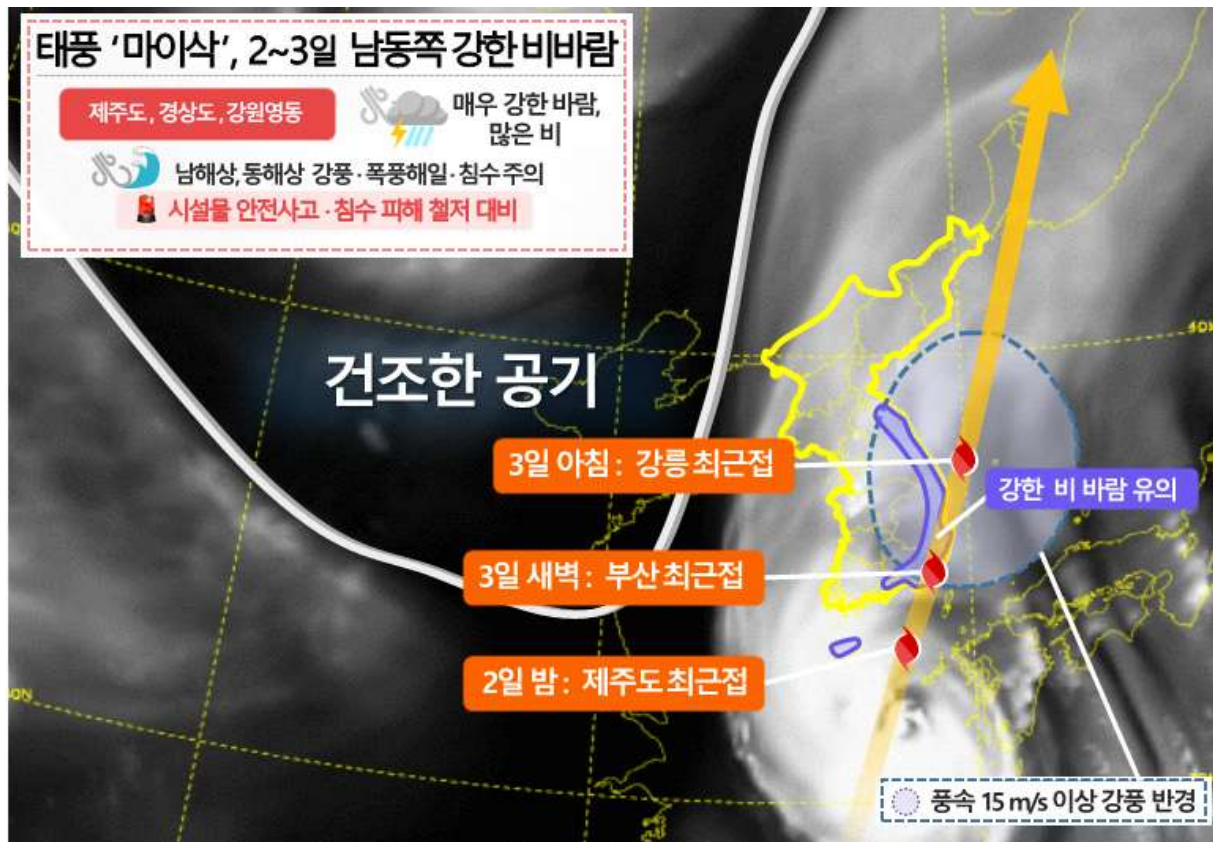 태풍 ‘마이삭’, 2~3일 남동쪽 강한 비바람
제주도, 경상도, 강원영동
매우 강한 바람,
많은 비
남해상, 동해상 강풍·폭풍해일·침수 주의
시설물 안전사고·침수 피해 철저 대비
건조한 공기
40N
3일 아침 : 강릉 최근접
강한 비 바람 유의
3일 새벽 : 부산 최근접
2일 밤 : 제주도 최근접
풍속 15 m/s 이상 강풍 반경